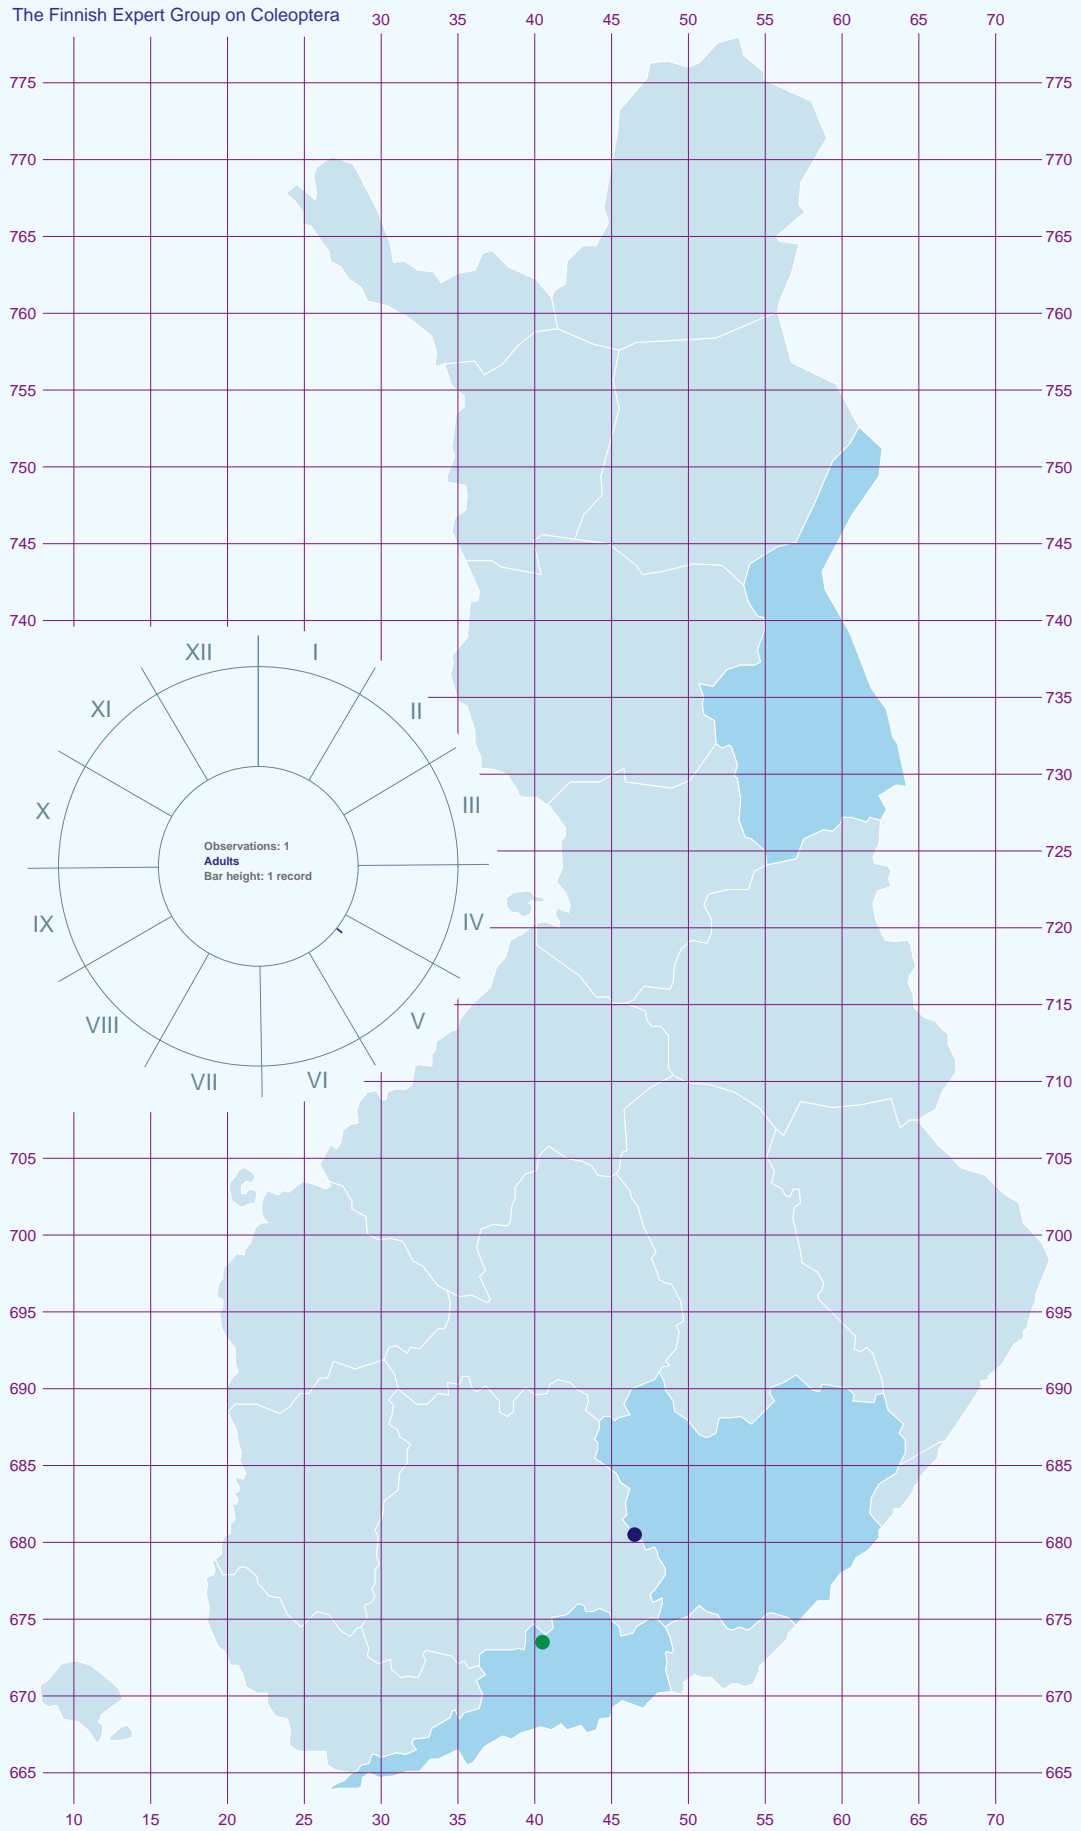 The Finnish Expert Group on Coleoptera
30 35 40 45 50 55 60 65 70
775 775
770 770
765 765
760 760
755 755
750 750
745 745
740 740
XII I
XI II
735
730
X III
Observations: 1
Adults
Bar height: 1 record
725
IX IV
720
715
VIII V
VII VI
710
705 705
700 700
695 695
690 690
685 685
680 680
675 675
670 670
665 665
10 15 20 25 30 35 40 45 50 55 60 65 70